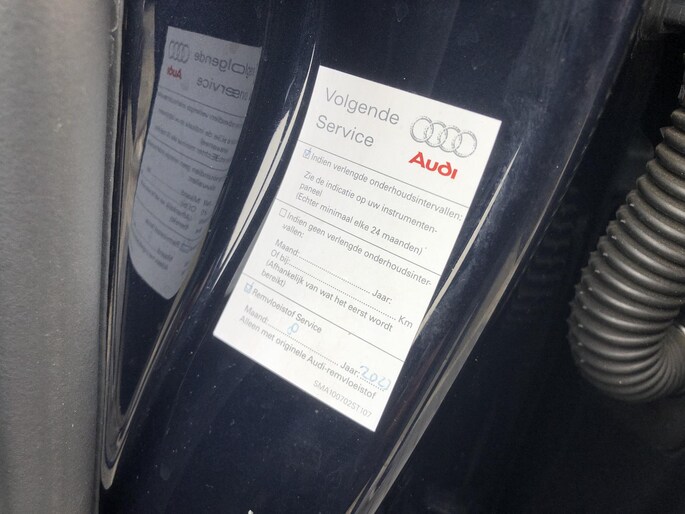 Volgende
Service
Audi
Indien verlengde onderhoudsintervallen:
Zie de indicatie op uw instrumenten-
paneel
(Echter minimaal elke 24 maanden)
Indien geen verlengde onderhoudsinter-
vallen:
Maand:................ Jaar:
Of bij:................ Km
(Afhankelijk van wat het eerst wordt
bereikt)
Remvloeistof Service
Maand:................ Jaar:
Alleen met originele Audi-remvloeistof